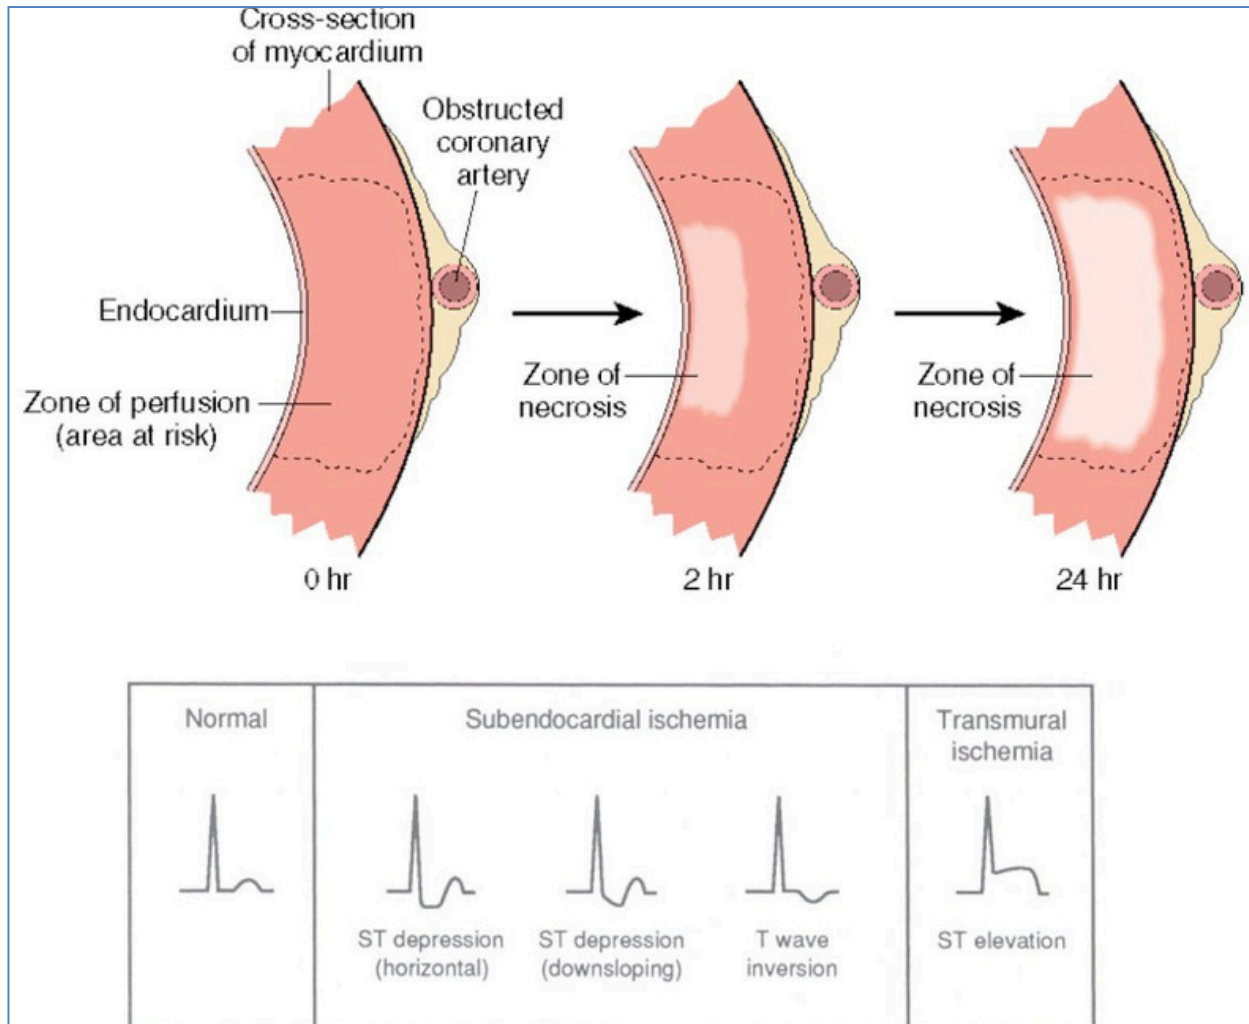 Cross-section
of myocardium
Obstructed
coronary
artery
Endocardium
Zone of perfusion
(area at risk)
Zone of
necrosis
Zone of
necrosis
0 hr
2 hr
24 hr
Normal
Subendocardial ischemia
Transmural
ischemia
ST depression
(horizontal)
ST depression
(downsloping)
T wave
inversion
ST elevation